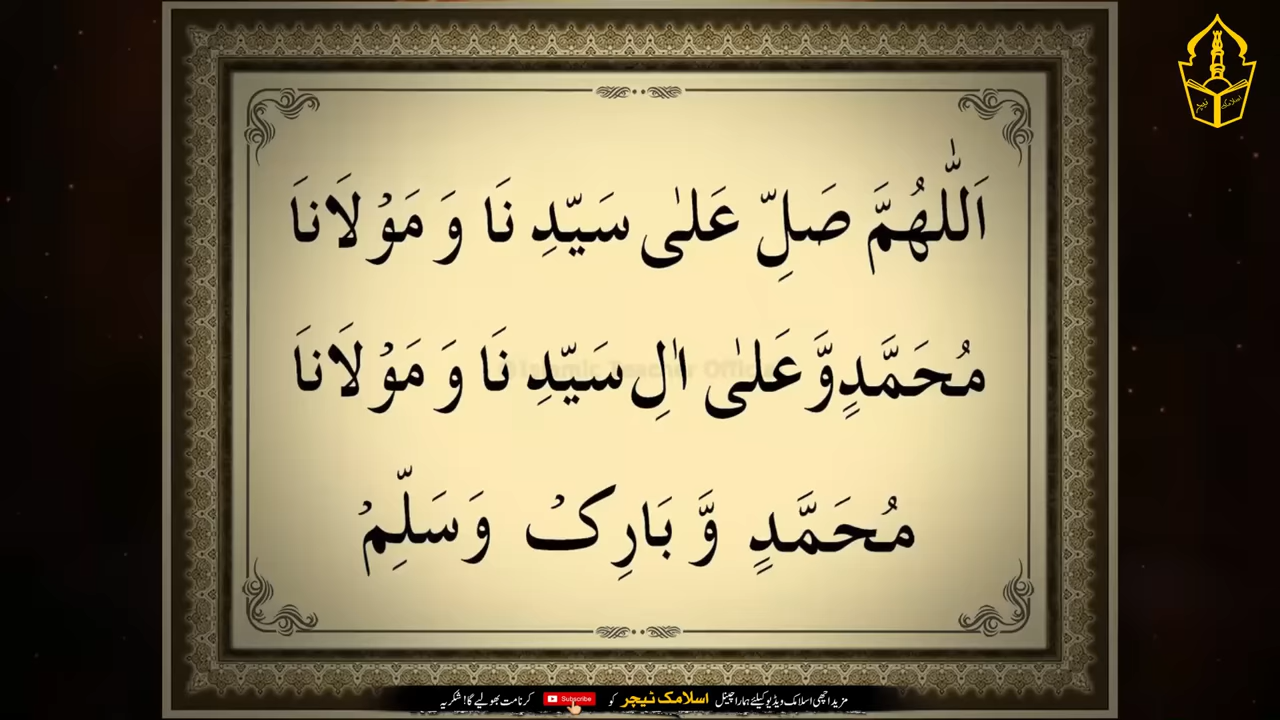 اَللّٰهُمَّ صَلِّ عَلٰى سَيِّدِ نَا وَ مَوْلَانَا
مُحَمَّدٍ وَّ عَلٰى اٰلِ سَيِّدِ نَا وَ مَوْلَانَا
مُحَمَّدٍ وَّ بَارِكْ وَسَلِّمْ
مزید اچھی اسلامک ویڈیو کیلئے ہمارا چینل اسلامک ٹیچر کو Subscribe کرنا مت بھولیے گا! شکریہ